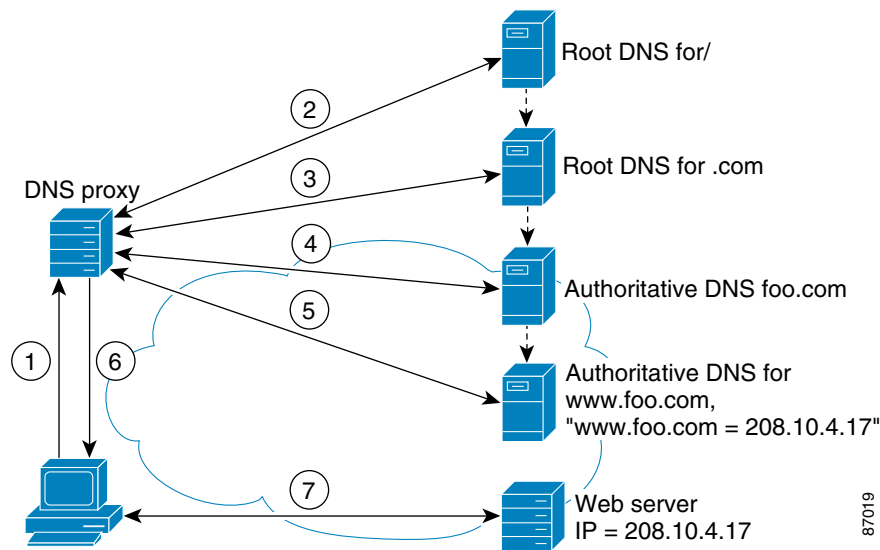 Root DNS for/
2
Root DNS for .com
3
DNS proxy
4
Authoritative DNS foo.com
5
1
6
Authoritative DNS for
www.foo.com,
"www.foo.com = 208.10.4.17"
7
Web server
IP = 208.10.4.17
87019